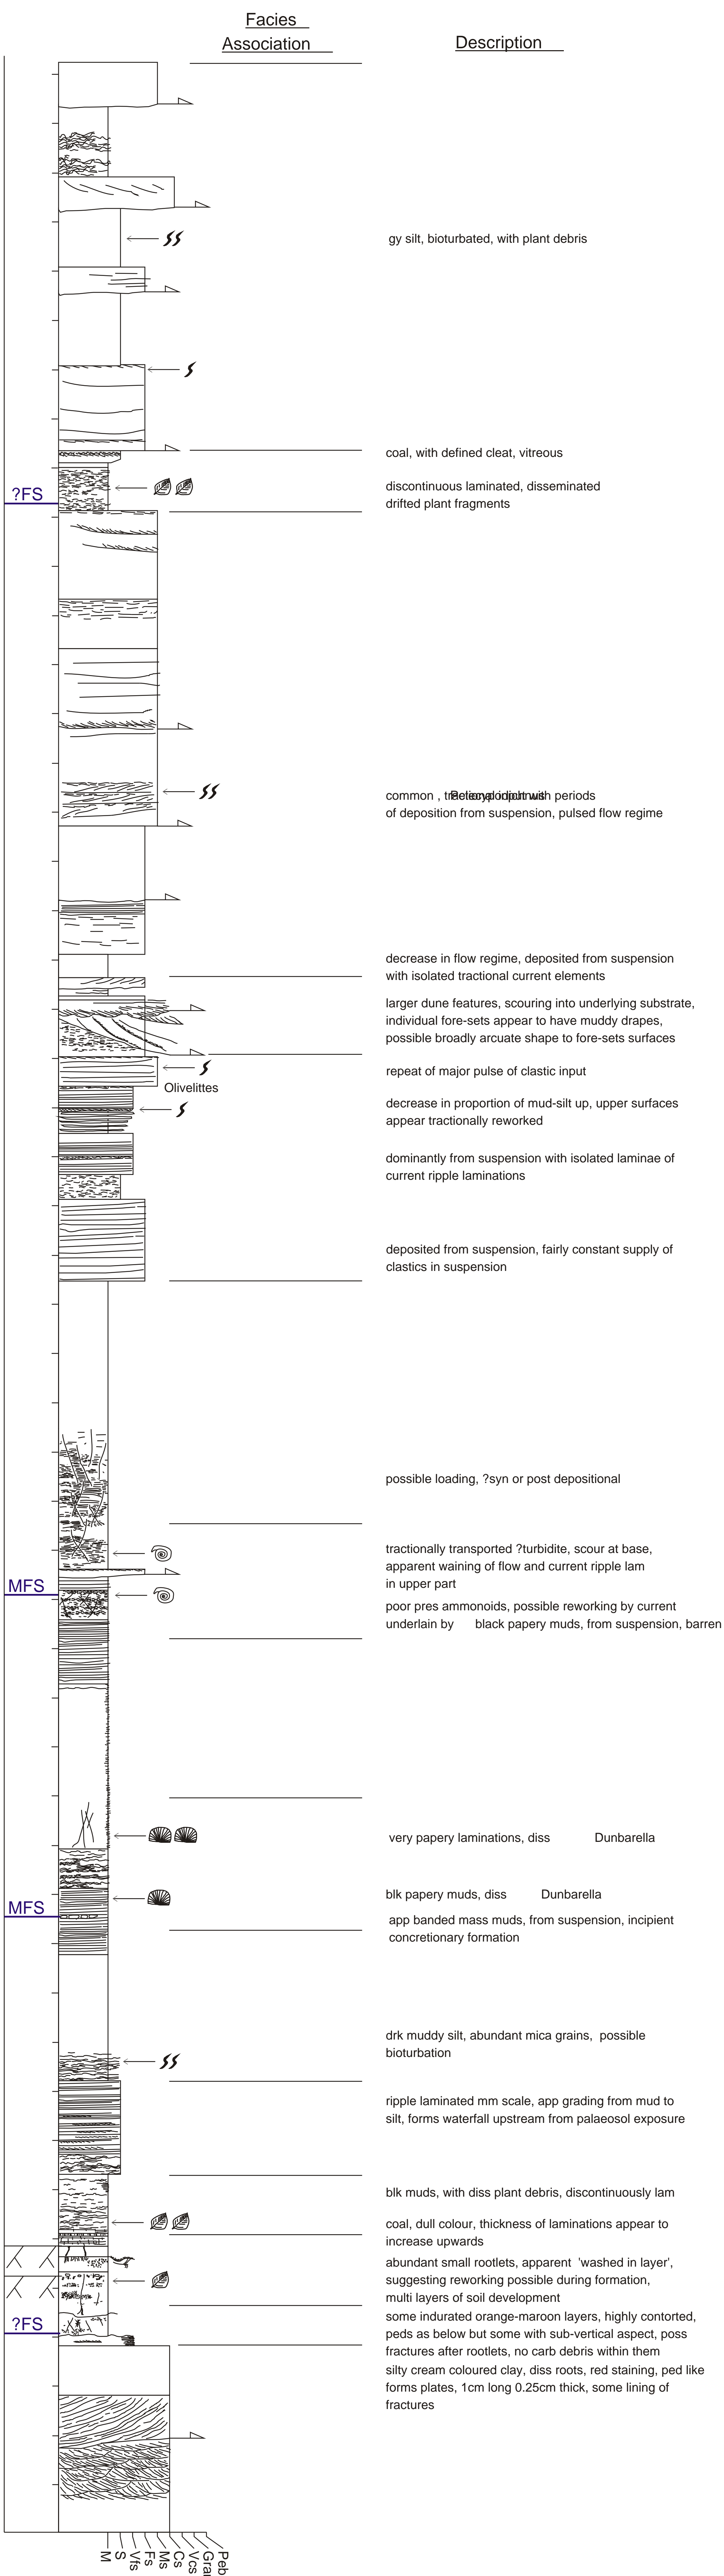 Facies
Association
Description
gy silt, bioturbated, with plant debris
coal, with defined cleat, vitreous
discontinuous laminated, disseminated
drifted plant fragments
?FS
common , with periods
of deposition from suspension, pulsed flow regime
decrease in flow regime, deposited from suspension
with isolated tractional current elements
larger dune features, scouring into underlying substrate,
individual fore-sets appear to have muddy drapes,
possible broadly arcuate shape to fore-sets surfaces
repeat of major pulse of clastic input
Olivelittes
decrease in proportion of mud-silt up, upper surfaces
appear tractionally reworked
dominantly from suspension with isolated laminae of
current ripple laminations
deposited from suspension, fairly constant supply of
clastics in suspension
possible loading, ?syn or post depositional
tractionally transported ?turbidite, scour at base,
apparent waining of flow and current ripple lam
in upper part
MFS
poor pres ammonoids, possible reworking by current
underlain by black papery muds, from suspension, barren
very papery laminations, diss Dunbarella
blk papery muds, diss Dunbarella
MFS
app banded mass muds, from suspension, incipient
concretionary formation
drk muddy silt, abundant mica grains, possible
bioturbation
ripple laminated mm scale, app grading from mud to
silt, forms waterfall upstream from palaeosol exposure
blk muds, with diss plant debris, discontinuously lam
coal, dull colour, thickness of laminations appear to
increase upwards
abundant small rootlets, apparent 'washed in layer',
suggesting reworking possible during formation,
multi layers of soil development
?FS
some indurated orange-maroon layers, highly contorted,
peds as below but some with sub-vertical aspect, poss
fractures after rootlets, no carb debris within them
silty cream coloured clay, diss roots, red staining, ped like
forms plates, 1cm long 0.25cm thick, some lining of
fractures
M
S
Vfs
Fs
Ms
Cs
Vcs
Gra
Peb